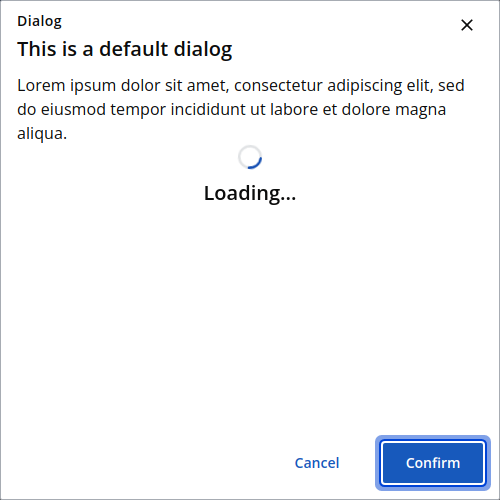 Dialog
This is a default dialog
Lorem ipsum dolor sit amet, consectetur adipiscing elit, sed
do eiusmod tempor incididunt ut labore et dolore magna
aliqua.
Loading...
Cancel
Confirm